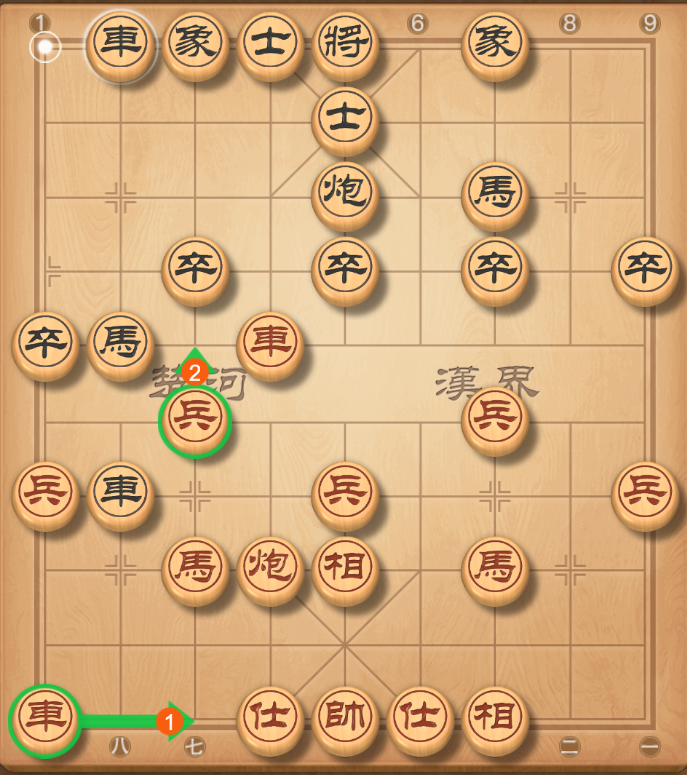 1 6 8 9
車 象 士 將 象
士
炮 馬
卒 卒 卒 卒
卒 馬 車
2
楚河 漢界
兵 兵
兵 車 兵 兵
馬 炮 相 馬
車 1 仕 帥 仕 相
八 七 二 一